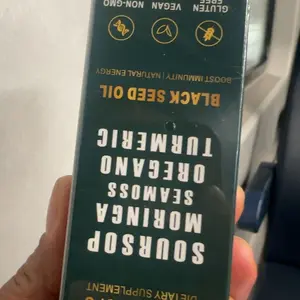 DIETARY SUPPLEMENT
SOURSOP
MORINGA
SEAMOSS
OREGANO
TURMERIC
BLACK SEED OIL
BOOST IMMUNITY | NATURAL ENERGY
GLUTEN FREE VEGAN NON-GMO